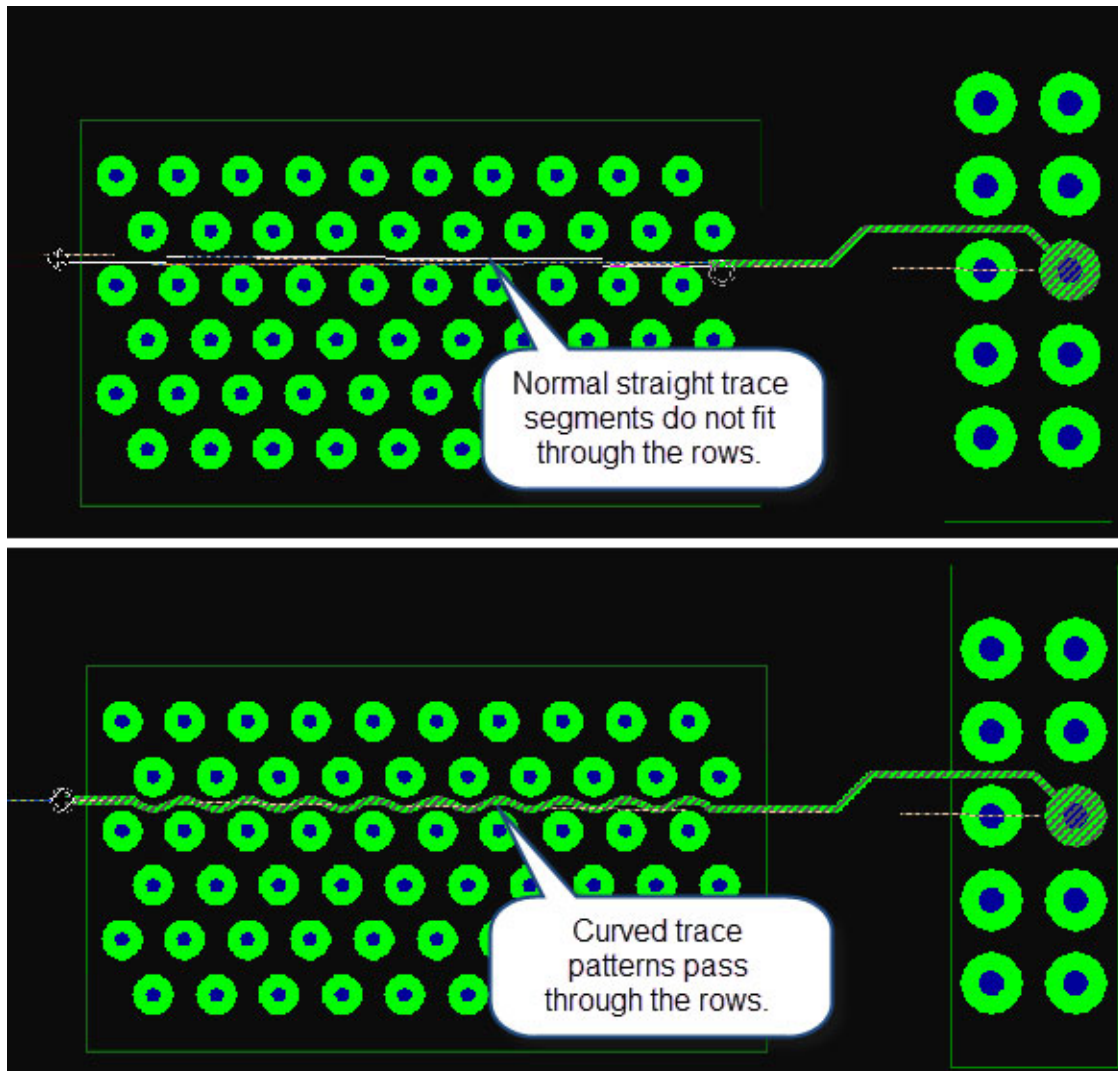 Normal straight trace
segments do not fit
through the rows.
Curved trace
patterns pass
through the rows.